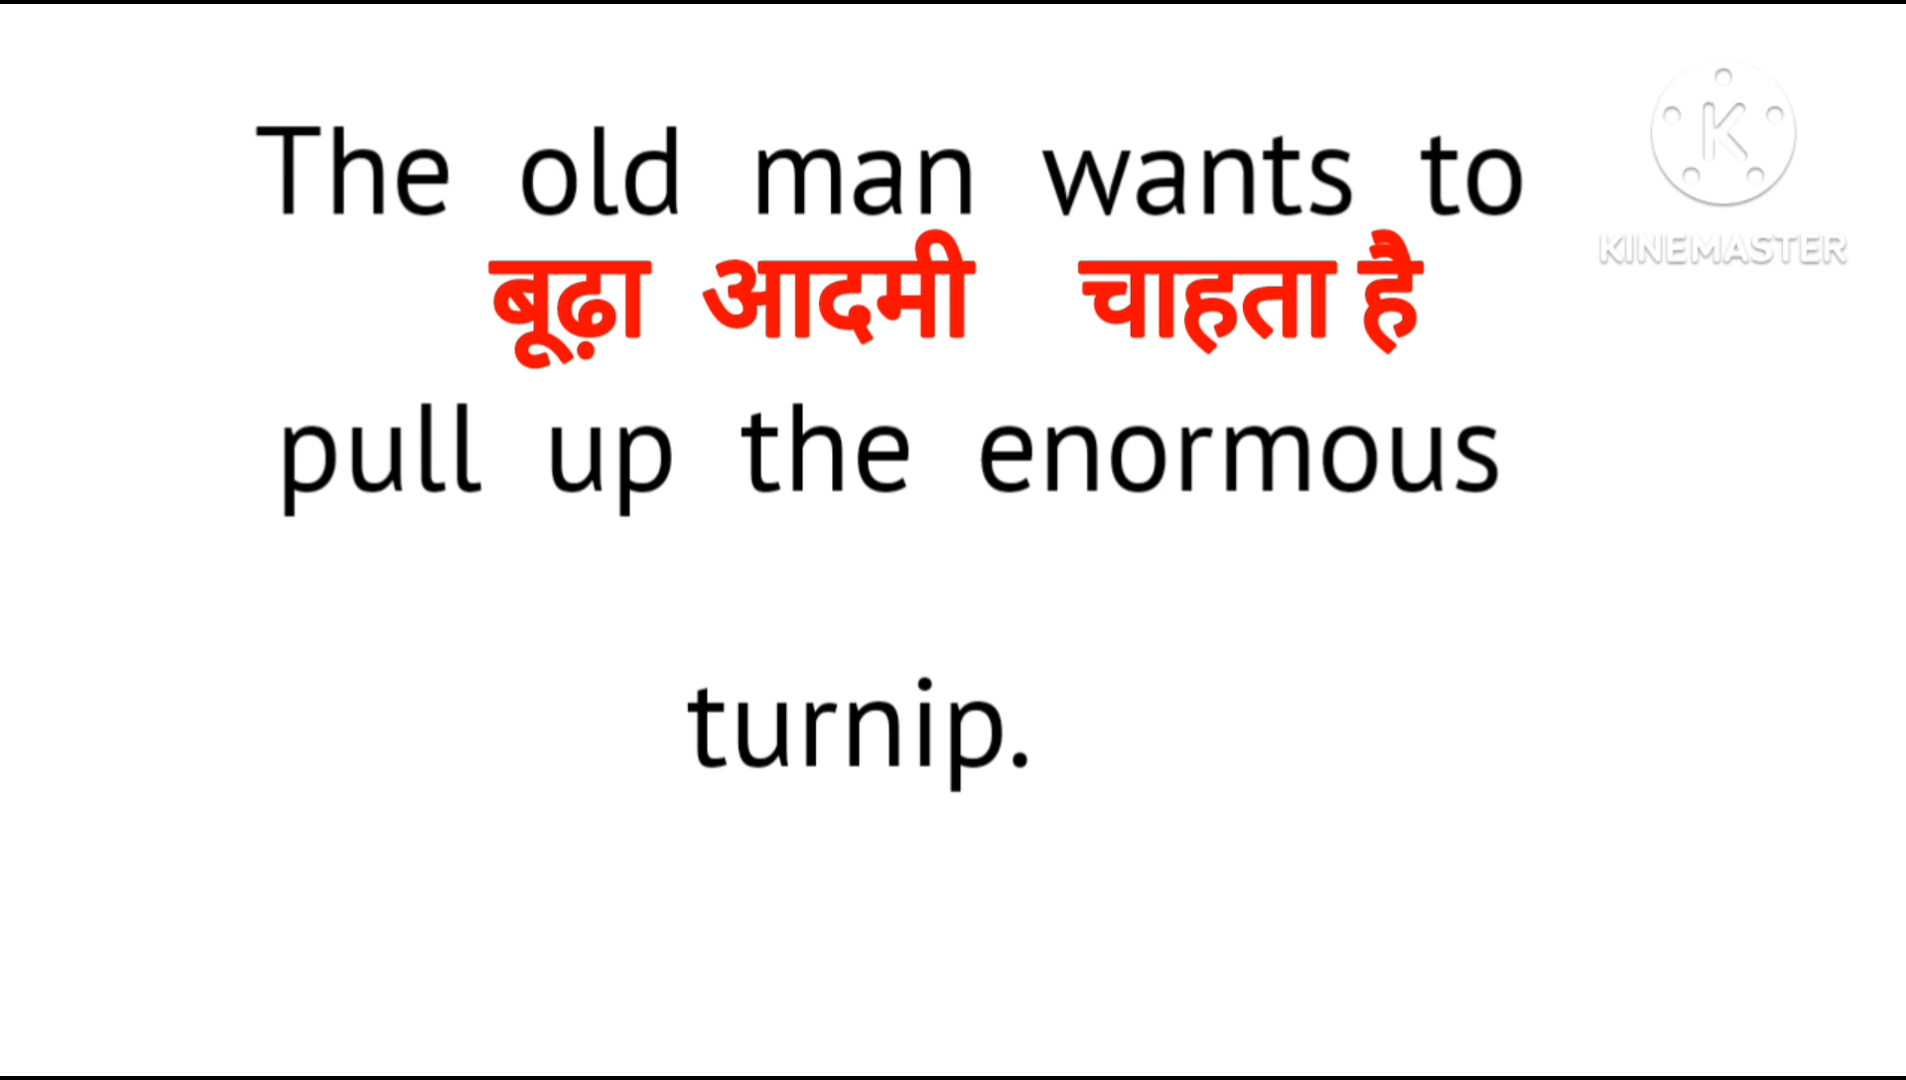 The old man wants to
बूढ़ा आदमी चाहता है
pull up the enormous
turnip.
K
KINEMASTER